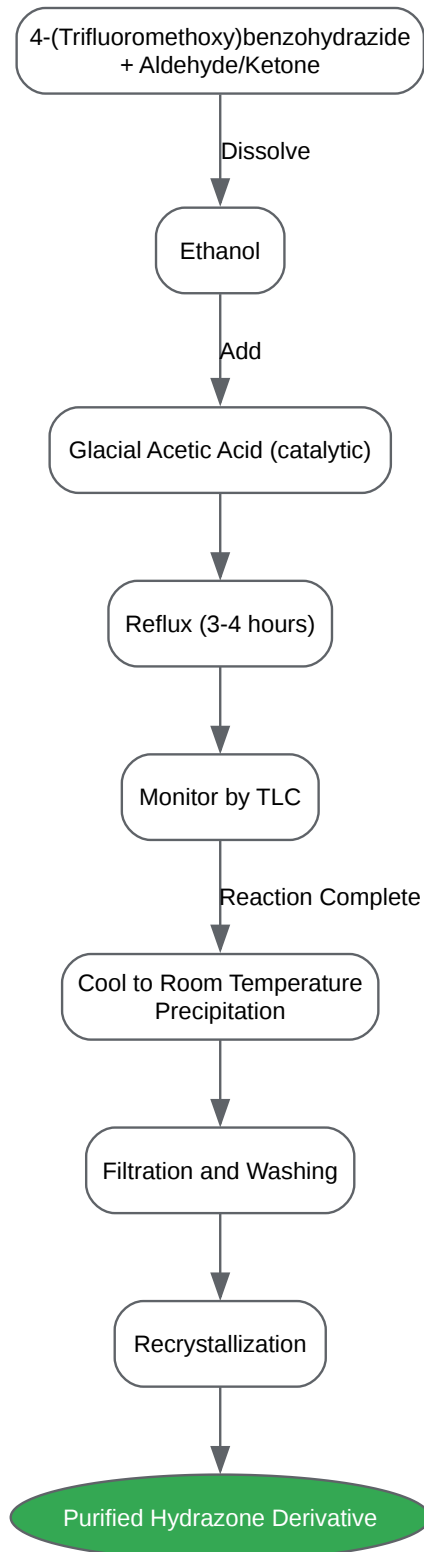 4-(Trifluoromethoxy)benzohydrazide
+ Aldehyde/Ketone
Dissolve
Ethanol
Add
Glacial Acetic Acid (catalytic)
Reflux (3-4 hours)
Monitor by TLC
Reaction Complete
Cool to Room Temperature
Precipitation
Filtration and Washing
Recrystallization
Purified Hydrazone Derivative